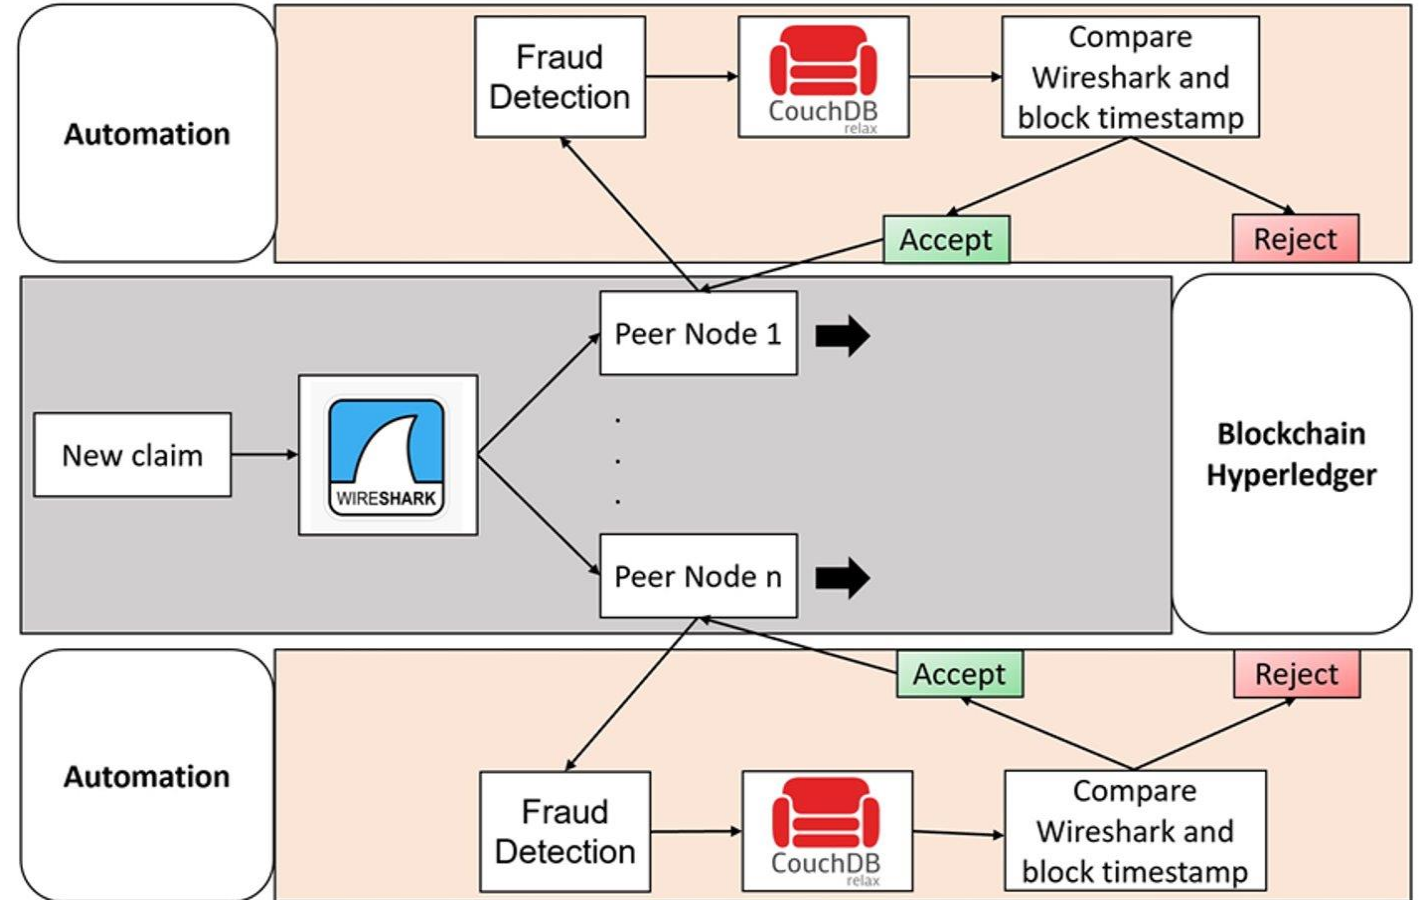 Automation
Fraud
Detection
CouchDB
relax
Compare
Wireshark and
block timestamp
Accept
Reject
New claim
WIRESHARK
Peer Node 1
.
.
.
Peer Node n
Blockchain
Hyperledger
Automation
Accept
Reject
Fraud
Detection
CouchDB
relax
Compare
Wireshark and
block timestamp